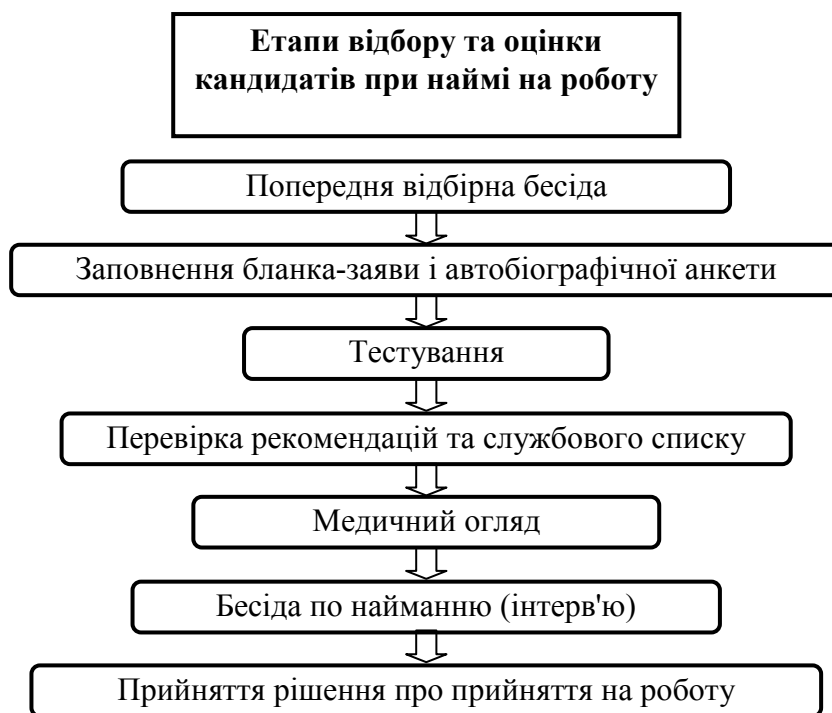 Етапи відбору та оцінки
кандидатів при наймі на роботу
Попередня відбірна бесіда
Заповнення бланка-заяви і автобіографічної анкети
Тестування
Перевірка рекомендацій та службового списку
Медичний огляд
Бесіда по найманню (інтерв'ю)
Прийняття рішення про прийняття на роботу